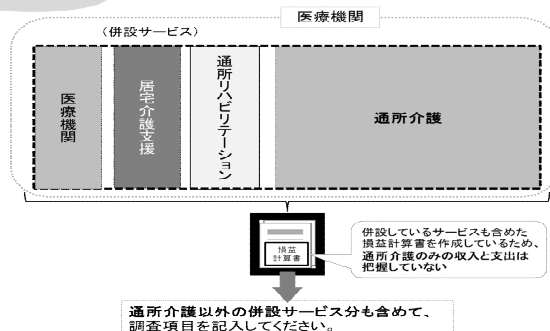 医療機関
（併設サービス）
医療機関
居宅介護支援
通所リハビリテーション
通所介護
損益
計算書
併設しているサービスも含めた
損益計算書を作成しているため、
通所介護のみの収入と支出は
把握していない
通所介護以外の併設サービス分も含めて、
調査項目を記入してください。